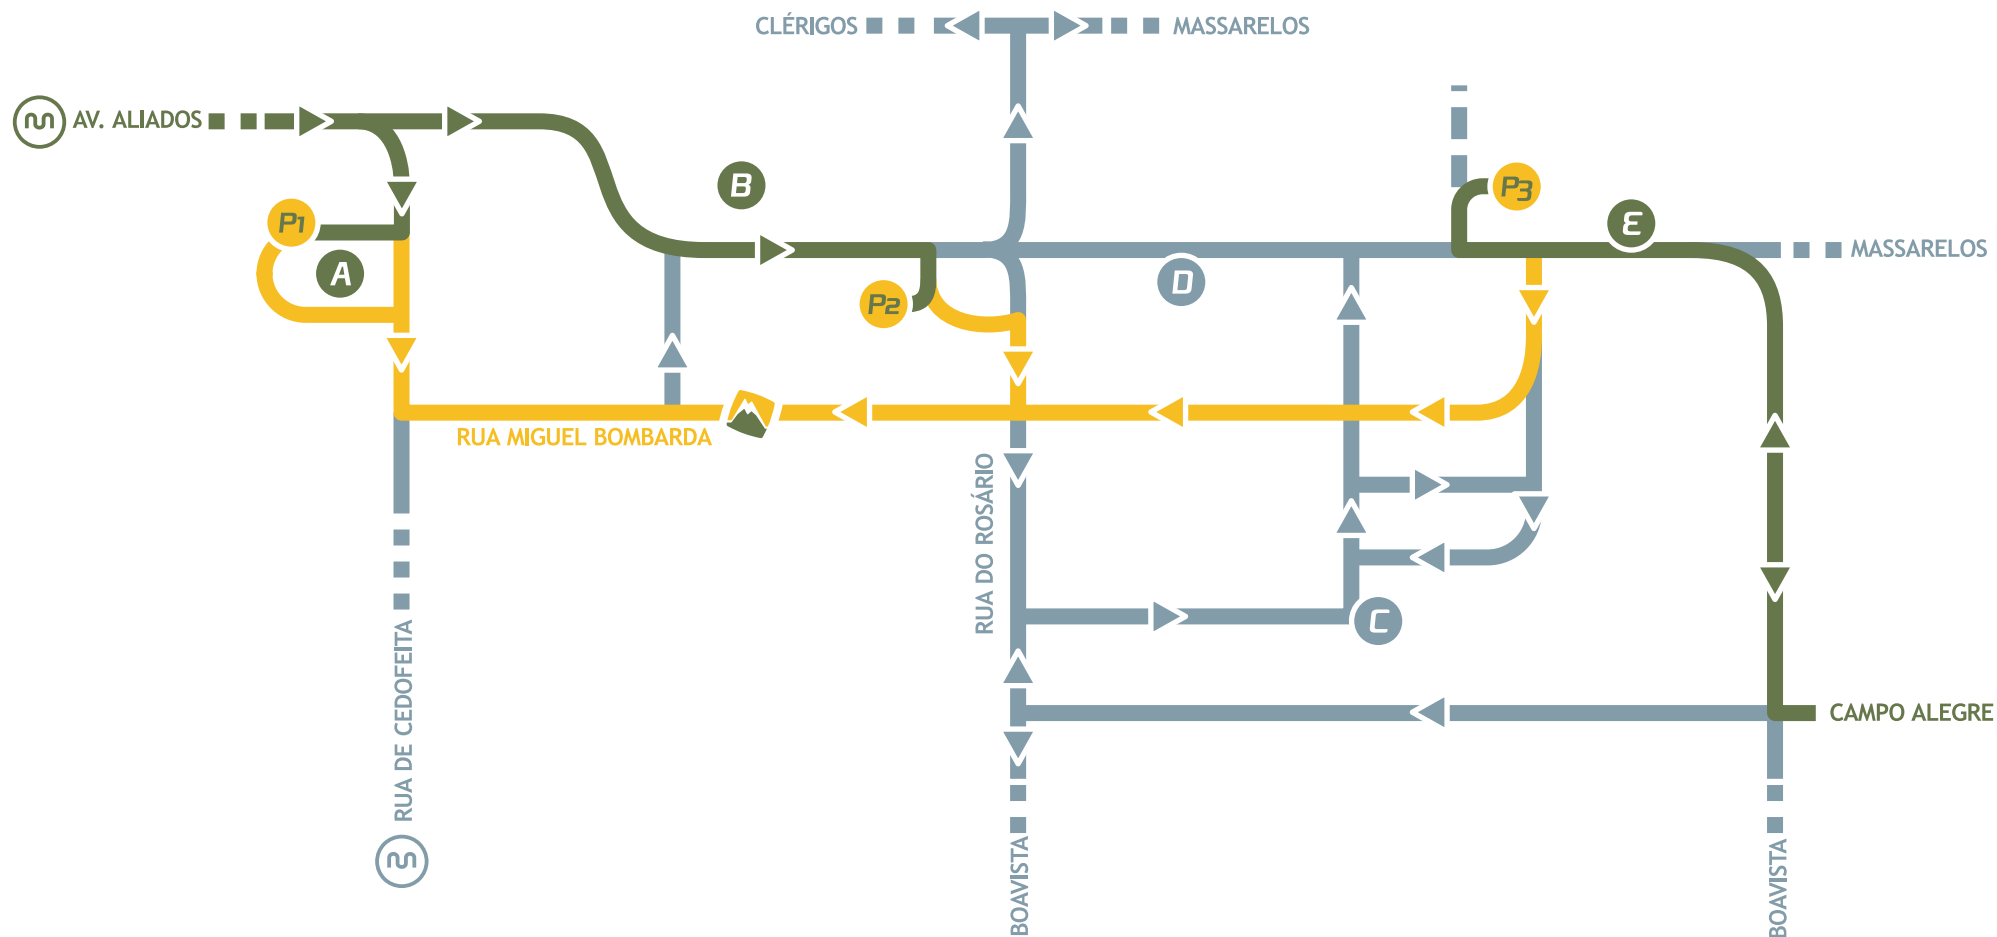 CLÉRIGOS
MASSARELOS
AV. ALIADOS
B
P3
P1
E
MASSARELOS
A
D
P2
RUA MIGUEL BOMBARDA
RUA DO ROSÁRIO
C
RUA DE CEDOFEITA
CAMPO ALEGRE
BOAVISTA
BOAVISTA